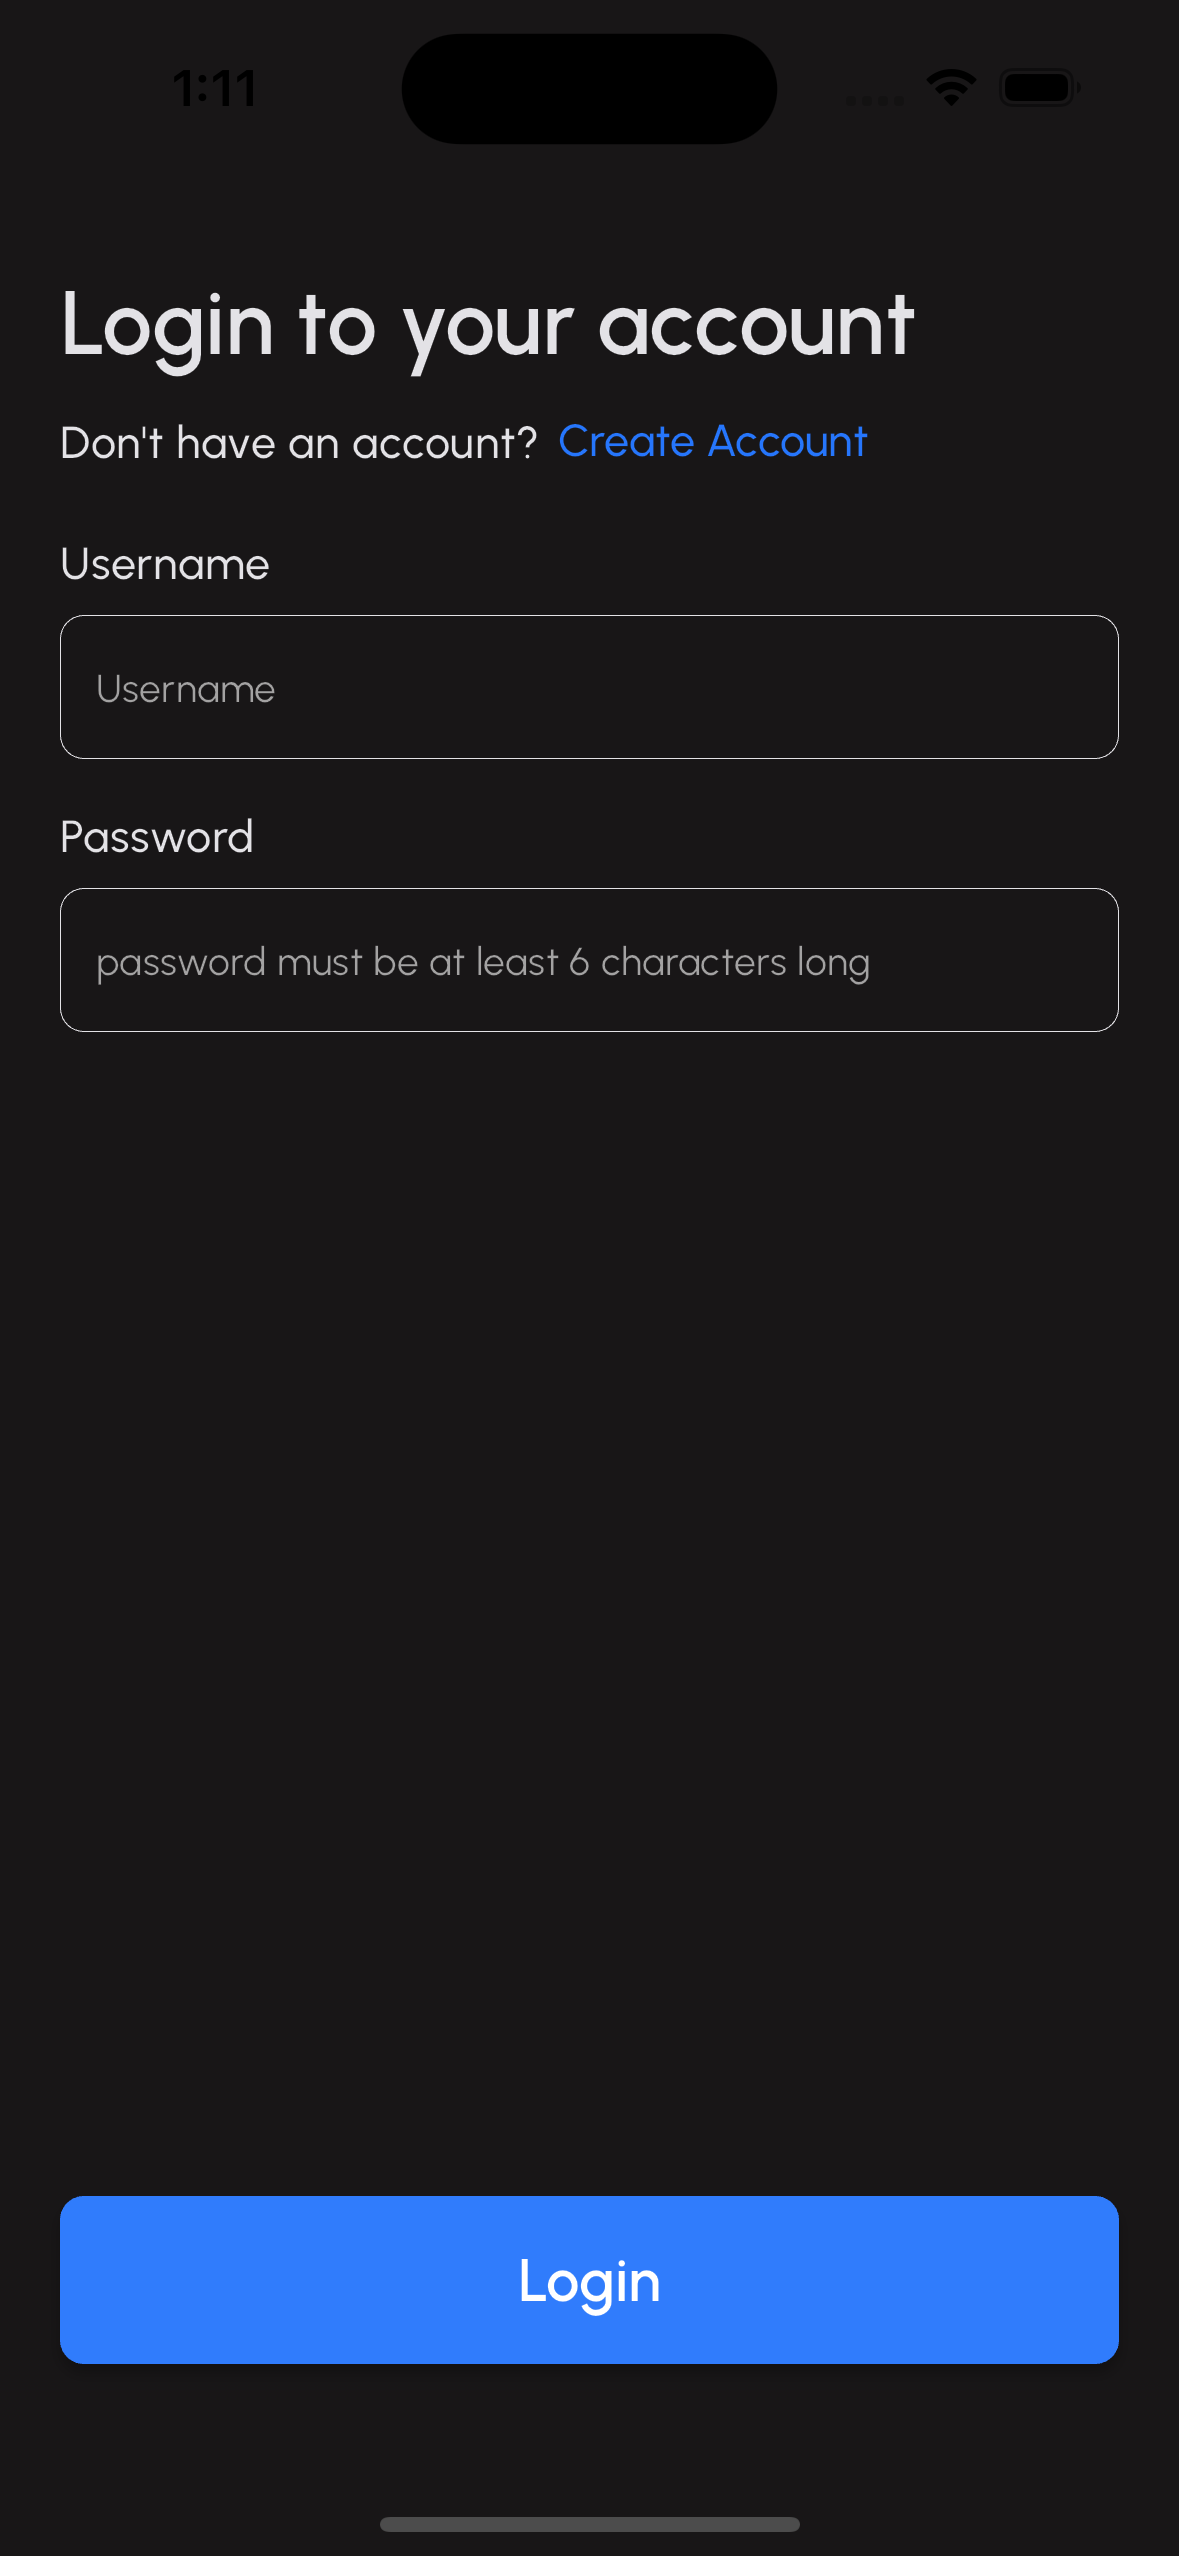 1:11
Login to your account
Don't have an account? Create Account
Username
Username
Password
password must be at least 6 characters long
Login